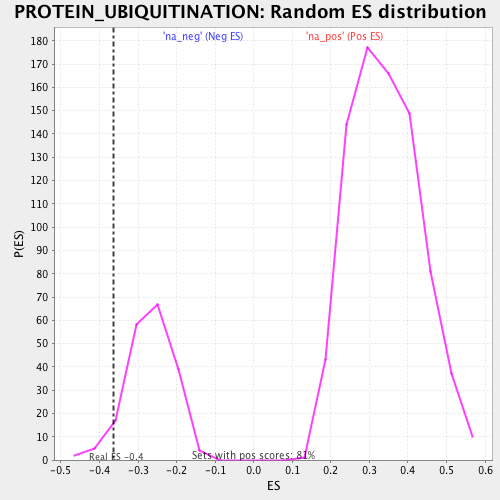 PROTEIN_UBIQUITINATION: Random ES distribution
'na_neg' (Neg ES)
'na_pos' (Pos ES)
180
170
160
150
140
130
120
110
100
90
80
70
60
50
40
30
20
10
0
P(ES)
Real ES -0.4
Sets with pos scores: 81%
-0.5 -0.4 -0.3 -0.2 -0.1 0.0 0.1 0.2 0.3 0.4 0.5 0.6
ES